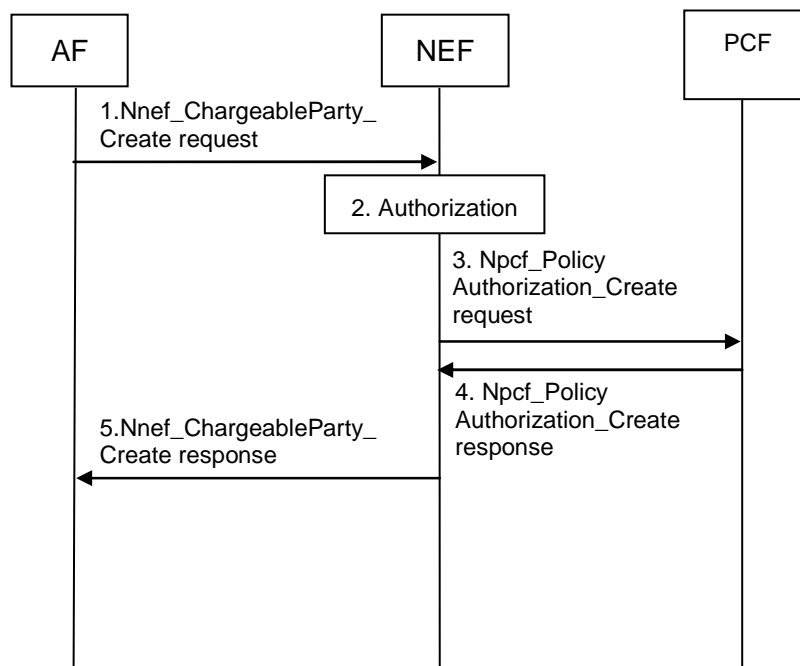 AF
NEF
PCF
1.Nnef_ChargeableParty_
Create request
2. Authorization
3. Npcf_Policy
Authorization_Create
request
4. Npcf_Policy
Authorization_Create
response
5.Nnef_ChargeableParty_
Create response